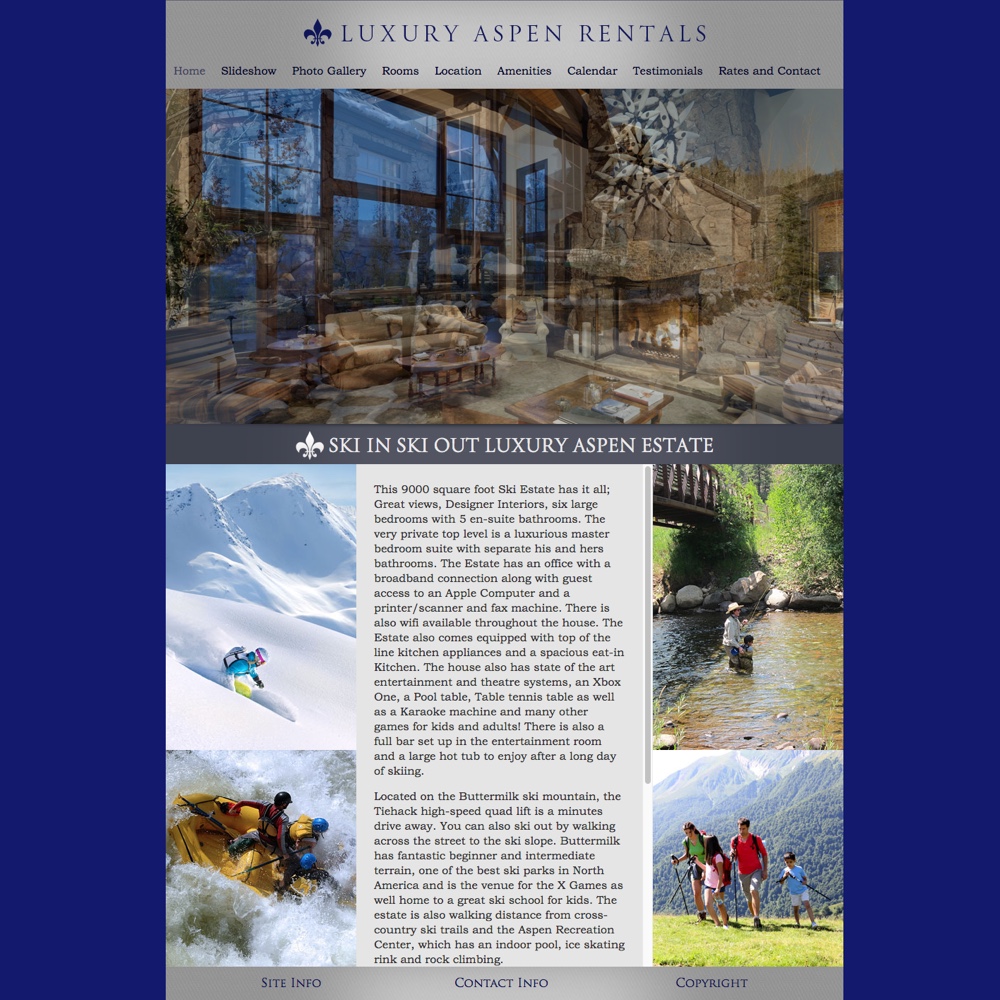 LUXURY ASPEN RENTALS
Home Slideshow Photo Gallery Rooms Location Amenities Calendar Testimonials Rates and Contact
SKI IN SKI OUT LUXURY ASPEN ESTATE
This 9000 square foot Ski Estate has it all;
Great views, Designer Interiors, six large
bedrooms with 5 en-suite bathrooms. The
very private top level is a luxurious master
bedroom suite with separate his and hers
bathrooms. The Estate has an office with a
broadband connection along with guest
access to an Apple Computer and a
printer/scanner and fax machine. There is
also wifi available throughout the house. The
Estate also comes equipped with top of the
line kitchen appliances and a spacious eat-in
Kitchen. The house also has state of the art
entertainment and theatre systems, an Xbox
One, a Pool table, Table tennis table as well
as a Karaoke machine and many other
games for kids and adults! There is also a
full bar set up in the entertainment room
and a large hot tub to enjoy after a long day
of skiing.
Located on the Buttermilk ski mountain, the
Tiehack high-speed quad lift is a minutes
drive away. You can also ski out by walking
across the street to the ski slope. Buttermilk
has fantastic beginner and intermediate
terrain, one of the best ski parks in North
America and is the venue for the X Games as
well home to a great ski school for kids. The
estate is also walking distance from cross-
country ski trails and the Aspen Recreation
Center, which has an indoor pool, ice skating
rink and rock climbing.
Site Info Contact Info Copyright